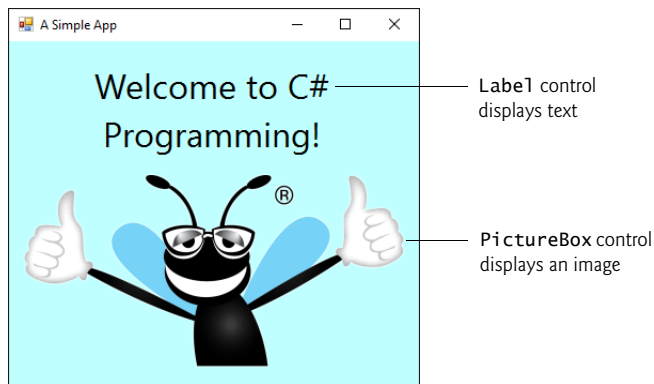 A Simple App
Welcome to C#
Programming!
®
Label control
displays text
PictureBox control
displays an image